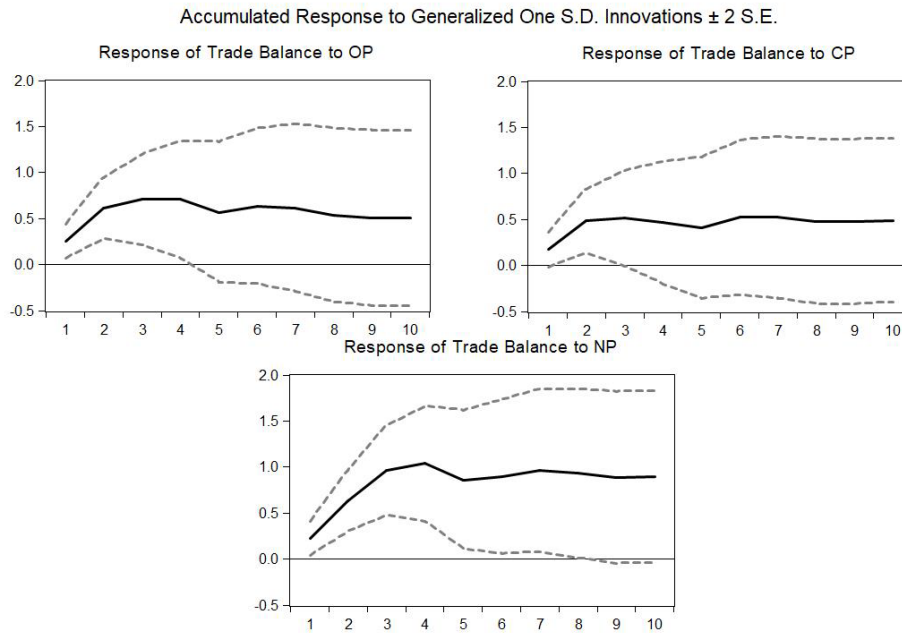 Accumulated Response to Generalized One S.D. Innovations ± 2 S.E.
Response of Trade Balance to OP
2.0
1.5
1.0
0.5
0.0
-0.5
1 2 3 4 5 6 7 8 9 10
Response of Trade Balance to CP
2.0
1.5
1.0
0.5
0.0
-0.5
1 2 3 4 5 6 7 8 9 10
Response of Trade Balance to NP
2.0
1.5
1.0
0.5
0.0
-0.5
1 2 3 4 5 6 7 8 9 10